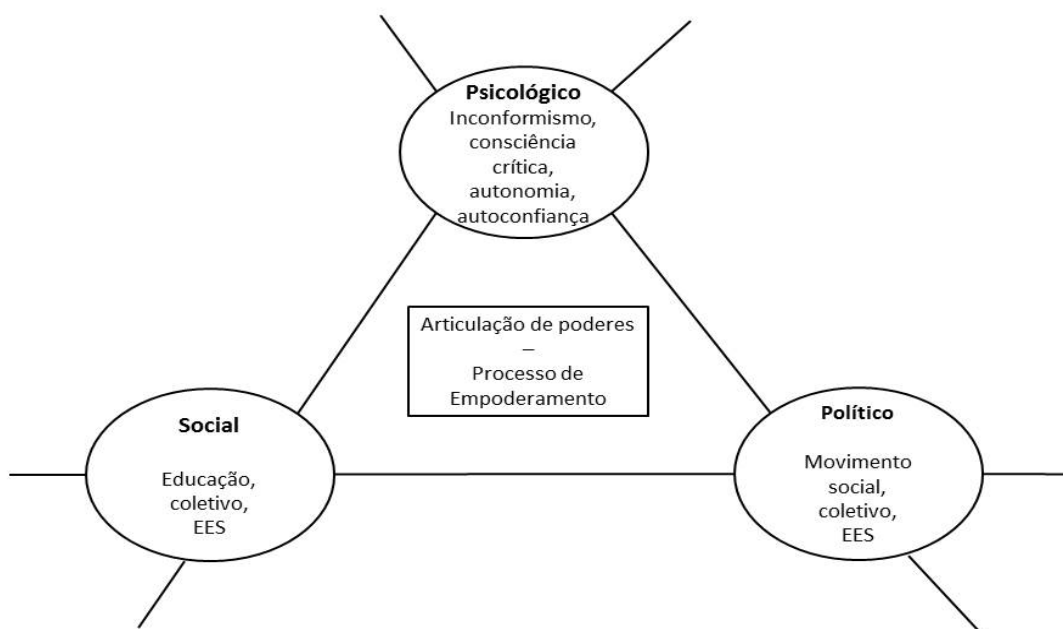 Psicológico
Inconformismo,
consciência
crítica,
autonomia,
autoconfiança
Articulação de poderes
–
Processo de
Empoderamento
Social
Educação,
coletivo,
EES
Político
Movimento
social,
coletivo,
EES